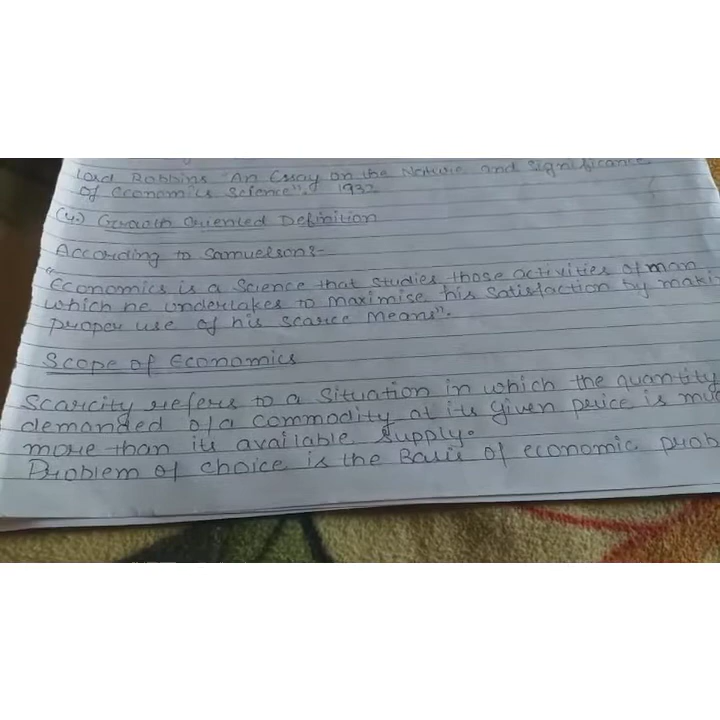 Lord Robbins "An Essay on the Nature and Significance
of Economics Science". 1932
(4.) Growth Oriented Definition
According to Samuelson:-
"Economics is a Science that studies those activities of man
which he undertakes to maximise his Satisfaction by maki
proper use of his scarce means".
Scope of Economics
Scarcity refers to a Situation in which the quantity
demanded of a commodity at its given price is muc
more than its available supply.
Problem of choice is the Basis of economic prob